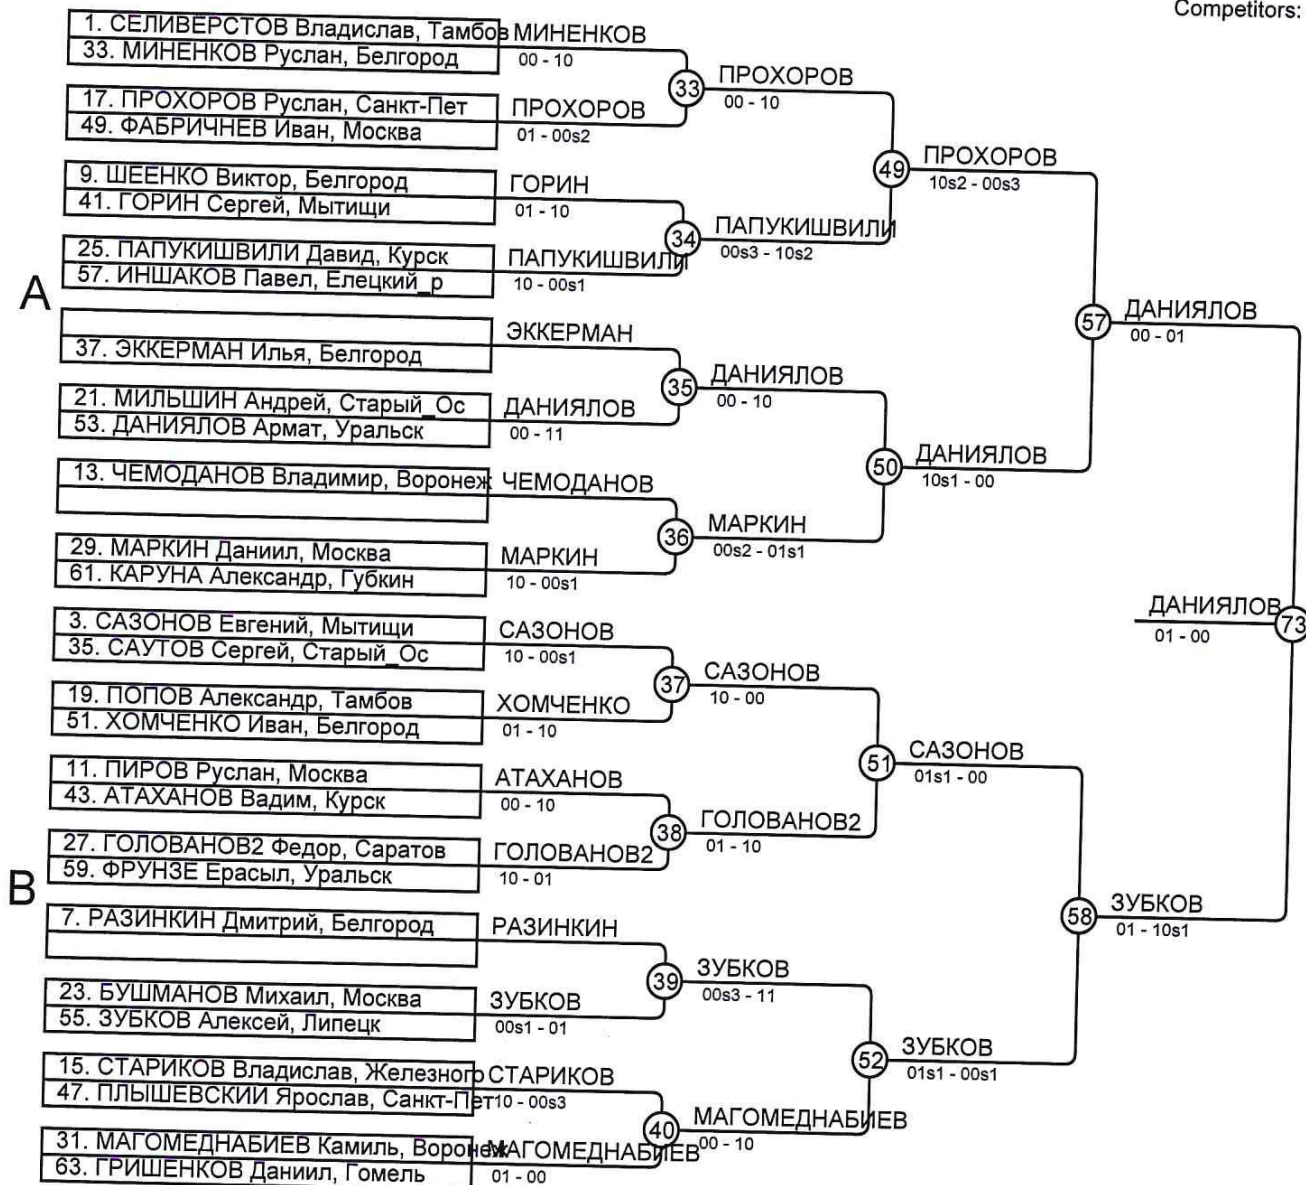 Competitors:
1. СЕЛИВЕРСТОВ Владислав, Тамбов
33. МИНЕНКОВ Руслан, Белгород
МИНЕНКОВ
00 - 10
17. ПРОХОРОВ Руслан, Санкт-Пет
49. ФАБРИЧНЕВ Иван, Москва
ПРОХОРОВ
01 - 00s2
33
ПРОХОРОВ
00 - 10
9. ШЕЕНКО Виктор, Белгород
41. ГОРИН Сергей, Мытищи
ГОРИН
01 - 10
25. ПАПУКИШВИЛИ Давид, Курск
57. ИНШАКОВ Павел, Елецкий_р
ПАПУКИШВИЛИ
10 - 00s1
34
ПАПУКИШВИЛИ
00s3 - 10s2
49
ПРОХОРОВ
10s2 - 00s3
A
37. ЭККЕРМАН Илья, Белгород
ЭККЕРМАН
21. МИЛЬШИН Андрей, Старый_Ос
53. ДАНИЯЛОВ Армат, Уральск
ДАНИЯЛОВ
00 - 11
35
ДАНИЯЛОВ
00 - 10
13. ЧЕМОДАНОВ Владимир, Воронеж
ЧЕМОДАНОВ
29. МАРКИН Даниил, Москва
61. КАРУНА Александр, Губкин
МАРКИН
10 - 00s1
36
МАРКИН
00s2 - 01s1
50
ДАНИЯЛОВ
10s1 - 00
57
ДАНИЯЛОВ
00 - 01
3. САЗОНОВ Евгений, Мытищи
35. САУТОВ Сергей, Старый_Ос
САЗОНОВ
10 - 00s1
19. ПОПОВ Александр, Тамбов
51. ХОМЧЕНКО Иван, Белгород
ХОМЧЕНКО
01 - 10
37
САЗОНОВ
10 - 00
11. ПИРОВ Руслан, Москва
43. АТАХАНОВ Вадим, Курск
АТАХАНОВ
00 - 10
27. ГОЛОВАНОВ2 Федор, Саратов
59. ФРУНЗЕ Ерасыл, Уральск
ГОЛОВАНОВ2
10 - 01
38
ГОЛОВАНОВ2
01 - 10
51
САЗОНОВ
01s1 - 00
B
7. РАЗИНКИН Дмитрий, Белгород
РАЗИНКИН
23. БУШМАНОВ Михаил, Москва
55. ЗУБКОВ Алексей, Липецк
ЗУБКОВ
00s1 - 01
39
ЗУБКОВ
00s3 - 11
15. СТАРИКОВ Владислав, Железного
47. ПЛЫШЕВСКИЙ Ярослав, Санкт-Пет
СТАРИКОВ
10 - 00s3
31. МАГОМЕДНАБИЕВ Камиль, Воронеж
63. ГРИШЕНКОВ Даниил, Гомель
МАГОМЕДНАБИЕВ
01 - 00
40
МАГОМЕДНАБИЕВ
00 - 10
52
ЗУБКОВ
01s1 - 00s1
58
ЗУБКОВ
01 - 10s1
ДАНИЯЛОВ
01 - 00
73